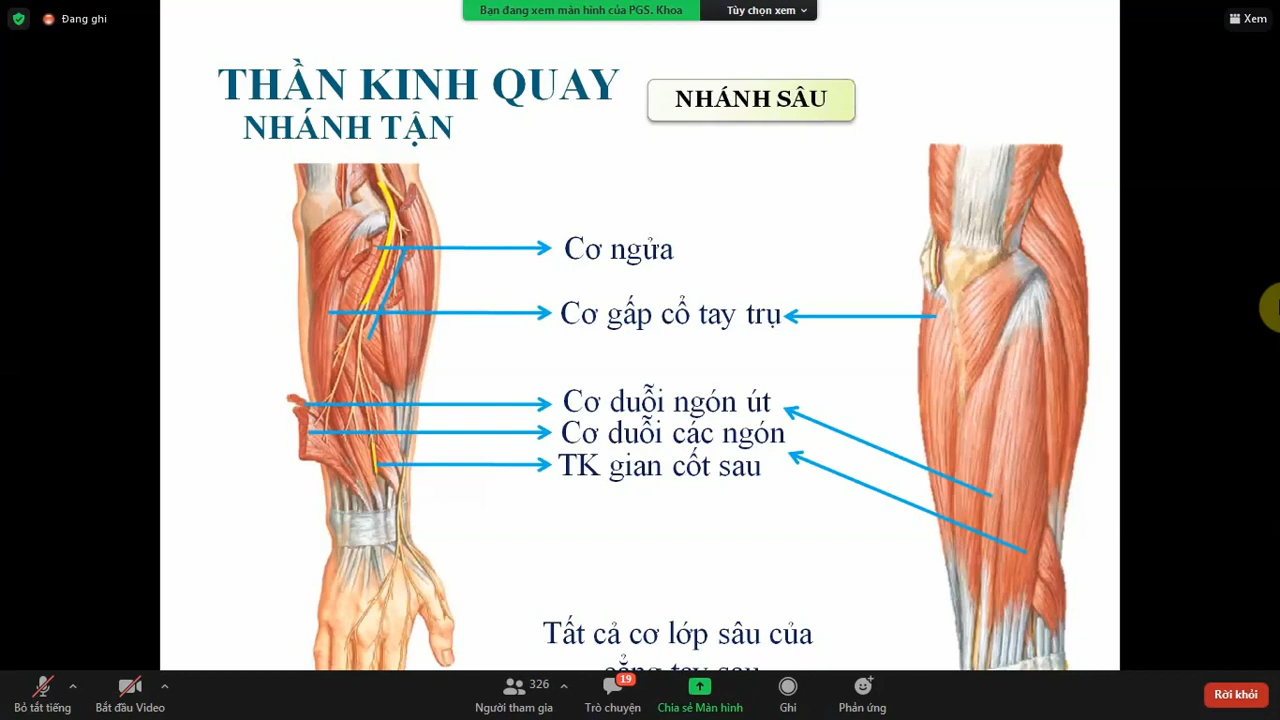 Đang ghi
Bạn đang xem màn hình của PGS. Khoa
Tùy chọn xem
Xem
THẦN KINH QUAY
NHÁNH TẬN
NHÁNH SÂU
Cơ ngửa
Cơ gấp cổ tay trụ
Cơ duỗi ngón út
Cơ duỗi các ngón
TK gian cốt sau
Tất cả cơ lớp sâu của
cẳng tay sau
Bỏ tắt tiếng
Bắt đầu Video
326
Người tham gia
19
Trò chuyện
Chia sẻ Màn hình
Ghi
Phản ứng
Rời khỏi